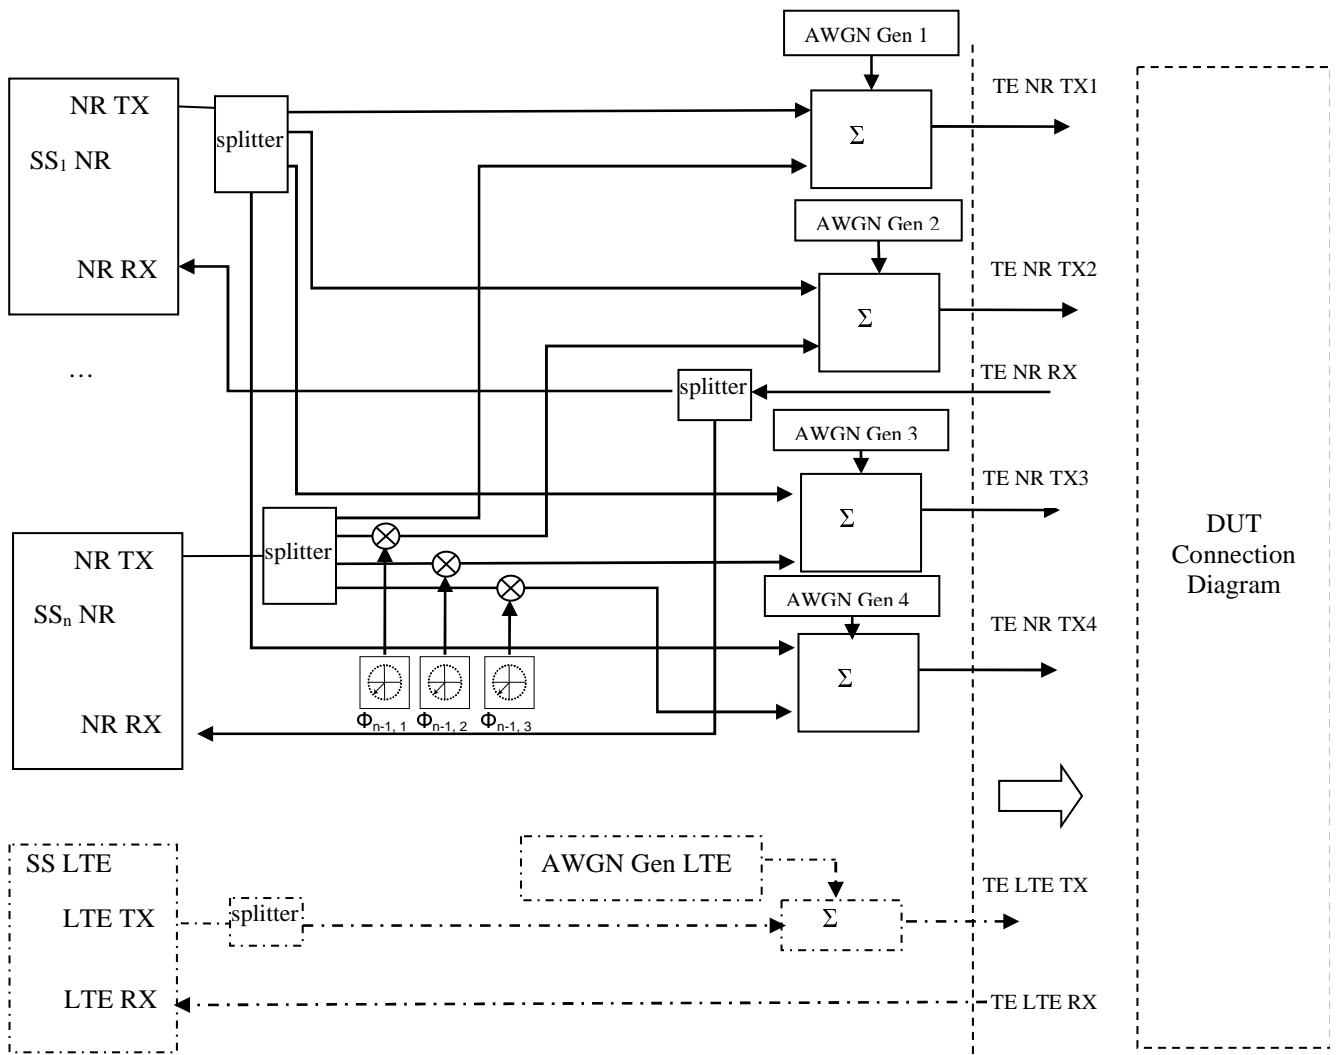 AWGN Gen 1
TE NR TX1
NR TX
splitter
Σ
SS₁ NR
AWGN Gen 2
NR RX
TE NR TX2
Σ
…
TE NR RX
splitter
AWGN Gen 3
TE NR TX3
Σ
DUT
Connection
Diagram
NR TX
splitter
SSₙ NR
AWGN Gen 4
TE NR TX4
Σ
NR RX
Φn-1, 1
Φn-1, 2
Φn-1, 3
SS LTE
AWGN Gen LTE
TE LTE TX
LTE TX
splitter
Σ
LTE RX
TE LTE RX